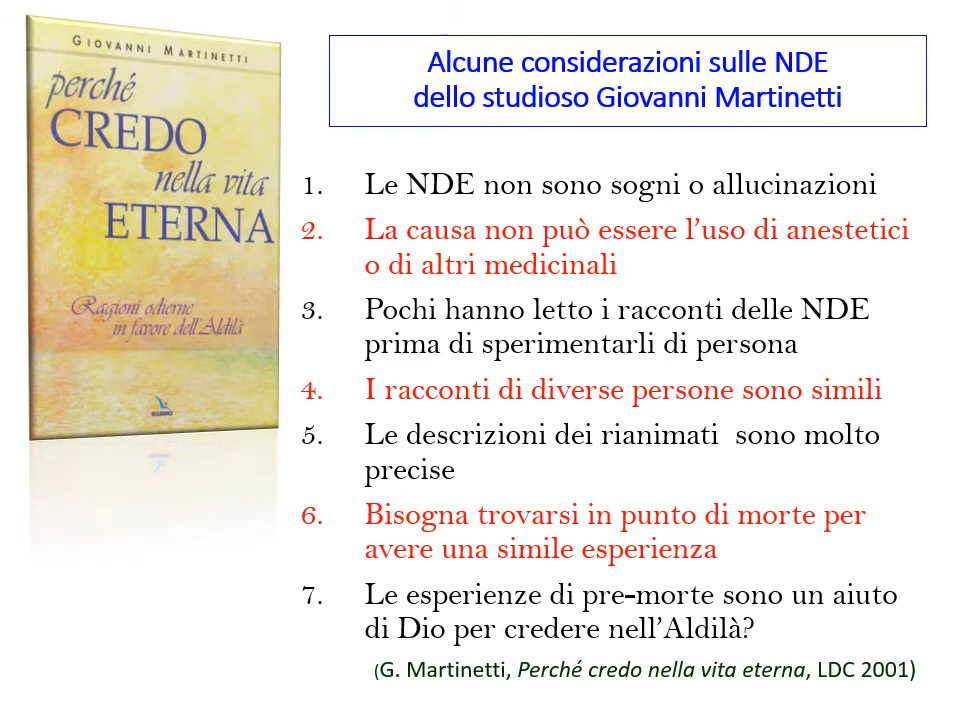 GIOVANNI MARTINETTI
perché
CREDO
nella vita
ETERNA
Ragioni odierne
in favore dell'Aldilà
ELLEDICI
Alcune considerazioni sulle NDE
dello studioso Giovanni Martinetti
1. Le NDE non sono sogni o allucinazioni
2. La causa non può essere l’uso di anestetici
o di altri medicinali
3. Pochi hanno letto i racconti delle NDE
prima di sperimentarli di persona
4. I racconti di diverse persone sono simili
5. Le descrizioni dei rianimati  sono molto
precise
6. Bisogna trovarsi in punto di morte per
avere una simile esperienza
7. Le esperienze di pre-morte sono un aiuto
di Dio per credere nell’Aldilà?
(G. Martinetti, Perché credo nella vita eterna, LDC 2001)